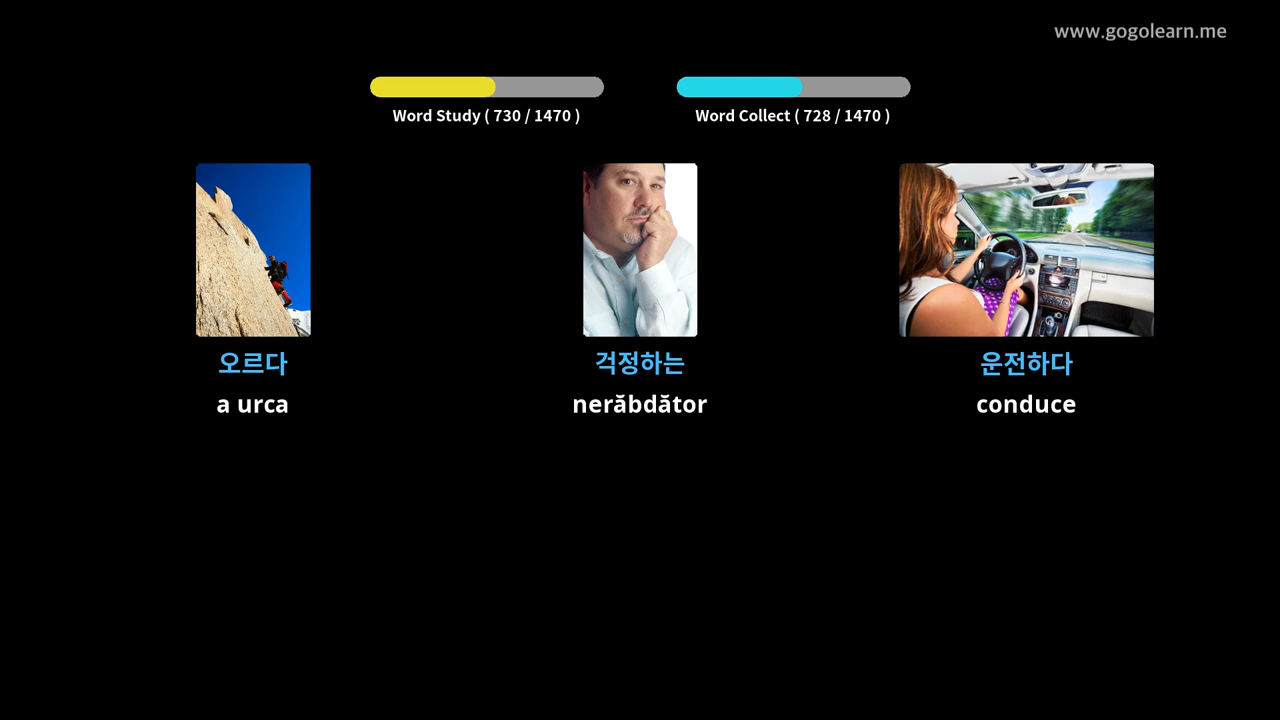 www.gogolearn.me
Word Study ( 730 / 1470 )
Word Collect ( 728 / 1470 )
오르다
걱정하는
운전하다
a urca
nerăbdător
conduce